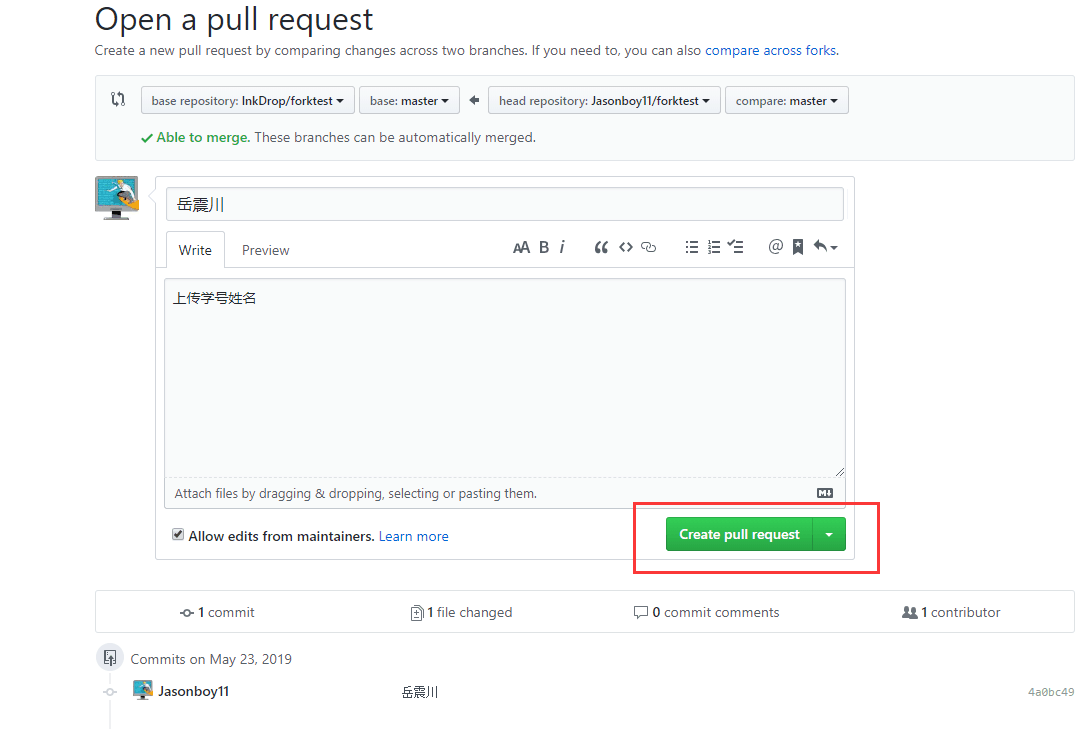 Open a pull request
Create a new pull request by comparing changes across two branches. If you need to, you can also compare across forks.
base repository: InkDrop/forktest base: master head repository: Jasonboy11/forktest compare: master
Able to merge. These branches can be automatically merged.
岳震川
Write Preview AA B i @
上传学号姓名
Attach files by dragging & dropping, selecting or pasting them.
Allow edits from maintainers. Learn more Create pull request
1 commit 1 file changed 0 commit comments 1 contributor
Commits on May 23, 2019
Jasonboy11 岳震川 4a0bc49